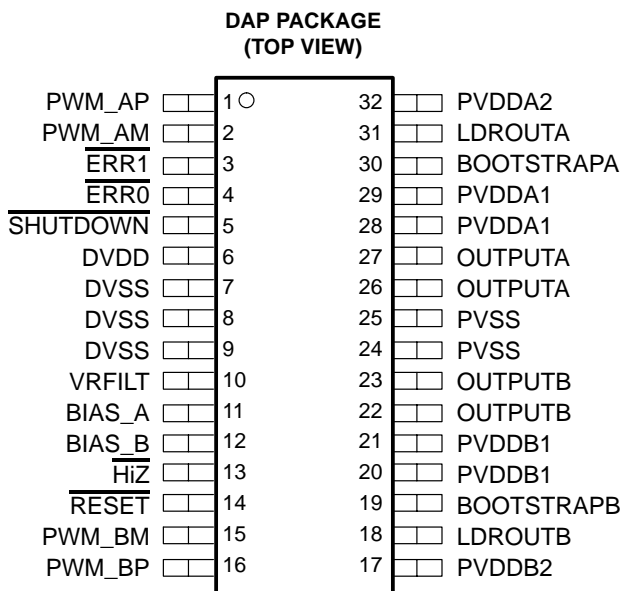 DAP PACKAGE
(TOP VIEW)
PWM_AP 1 32 PVDDA2
PWM_AM 2 31 LDROUTA
ERR1 3 30 BOOTSTRAPA
ERR0 4 29 PVDDA1
SHUTDOWN 5 28 PVDDA1
DVDD 6 27 OUTPUTA
DVSS 7 26 OUTPUTA
DVSS 8 25 PVSS
DVSS 9 24 PVSS
VRFILT 10 23 OUTPUTB
BIAS_A 11 22 OUTPUTB
BIAS_B 12 21 PVDDB1
HiZ 13 20 PVDDB1
RESET 14 19 BOOTSTRAPB
PWM_BM 15 18 LDROUTB
PWM_BP 16 17 PVDDB2